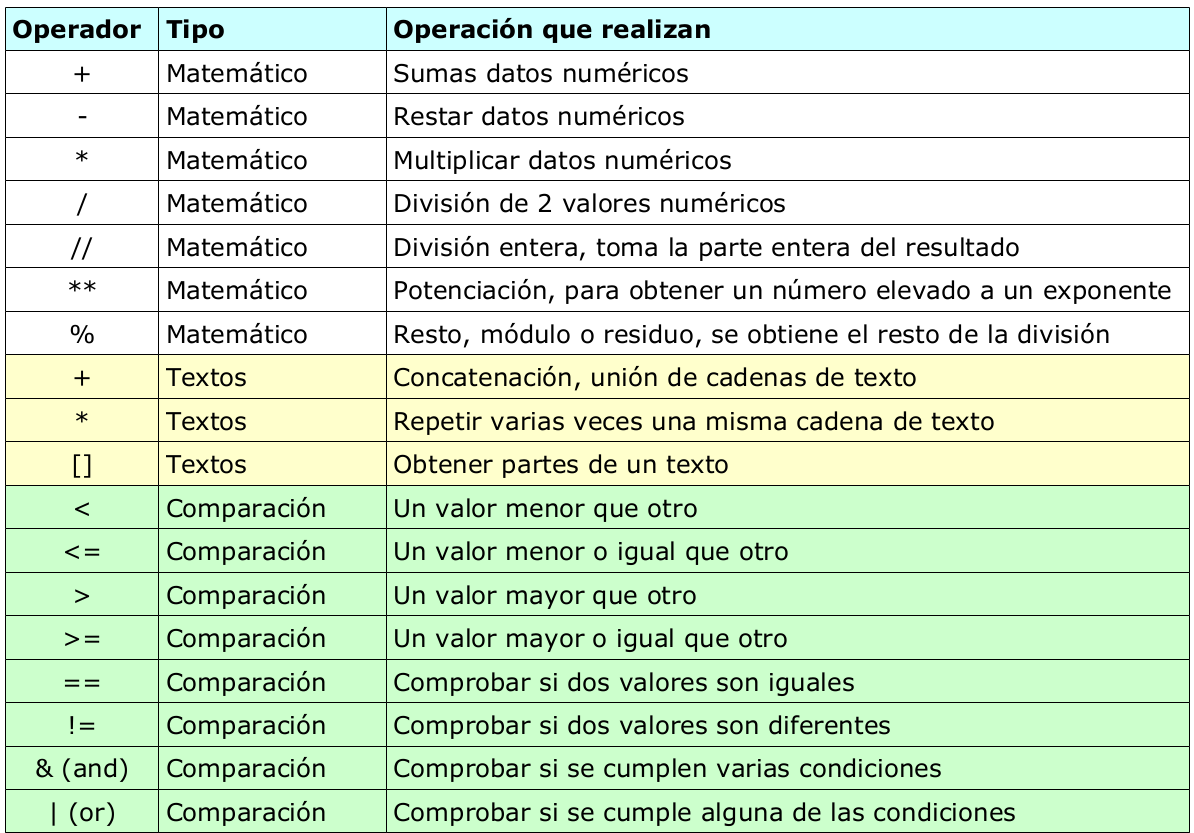 Operador Tipo Operación que realizan
+ Matemático Sumas datos numéricos
- Matemático Restar datos numéricos
* Matemático Multiplicar datos numéricos
/ Matemático División de 2 valores numéricos
// Matemático División entera, toma la parte entera del resultado
** Matemático Potenciación, para obtener un número elevado a un exponente
% Matemático Resto, módulo o residuo, se obtiene el resto de la división
+ Textos Concatenación, unión de cadenas de texto
* Textos Repetir varias veces una misma cadena de texto
[] Textos Obtener partes de un texto
< Comparación Un valor menor que otro
<= Comparación Un valor menor o igual que otro
> Comparación Un valor mayor que otro
>= Comparación Un valor mayor o igual que otro
== Comparación Comprobar si dos valores son iguales
!= Comparación Comprobar si dos valores son diferentes
& (and) Comparación Comprobar si se cumplen varias condiciones
| (or) Comparación Comprobar si se cumple alguna de las condiciones